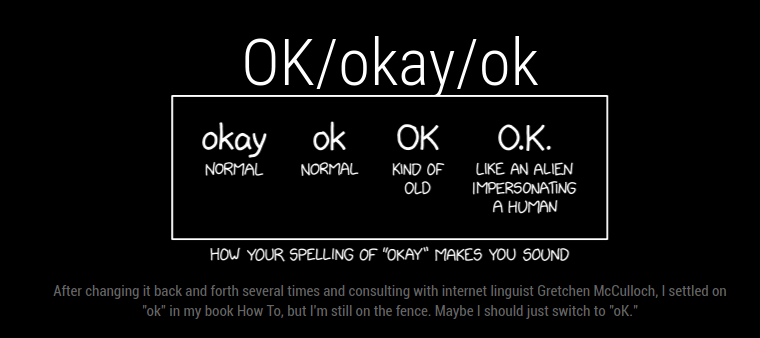 OK/okay/ok
okay ok OK O.K.
NORMAL NORMAL KIND OF OLD LIKE AN ALIEN IMPERSONATING A HUMAN
HOW YOUR SPELLING OF "OKAY" MAKES YOU SOUND
After changing it back and forth several times and consulting with internet linguist Gretchen McCulloch, I settled on
"ok" in my book How To, but I'm still on the fence. Maybe I should just switch to "oK."